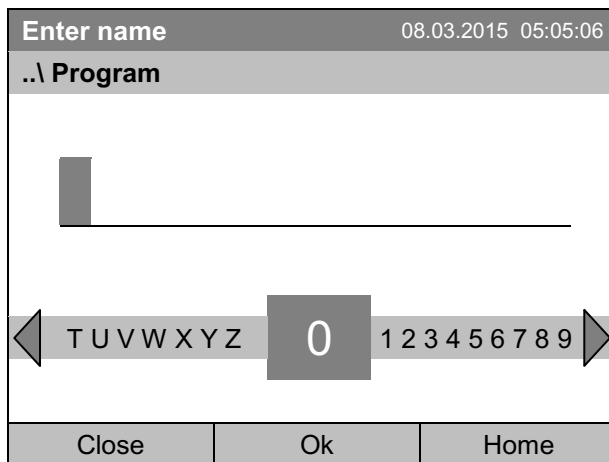 Enter name 08.03.2015 05:05:06
..\ Program
T U V W X Y Z 0 1 2 3 4 5 6 7 8 9
Close Ok Home